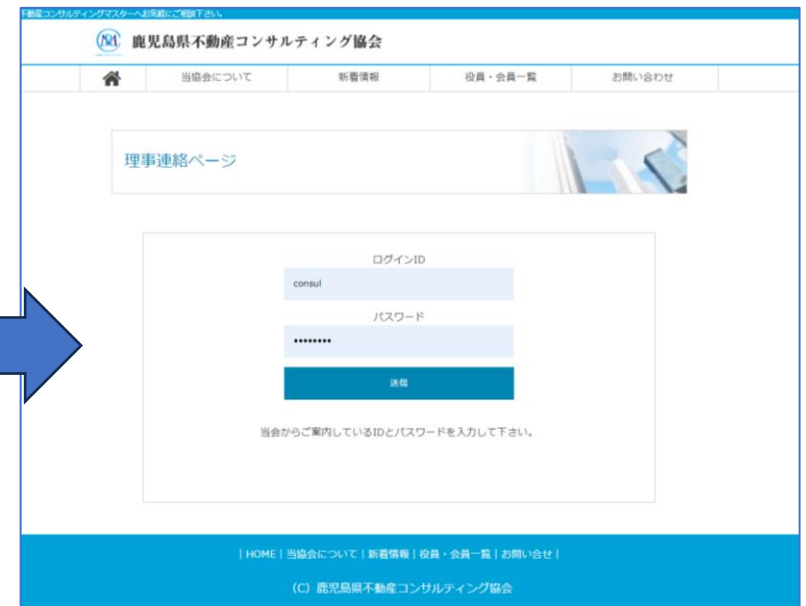 不動産コンサルティングマスターへお気軽にご相談下さい。
鹿児島県不動産コンサルティング協会
当協会について
新着情報
役員・会員一覧
お問い合わせ
理事連絡ページ
ログインID
consul
パスワード
••••••••
送信
当会からご案内しているIDとパスワードを入力して下さい。
| HOME | 当協会について | 新着情報 | 役員・会員一覧 | お問い合せ |
(C) 鹿児島県不動産コンサルティング協会